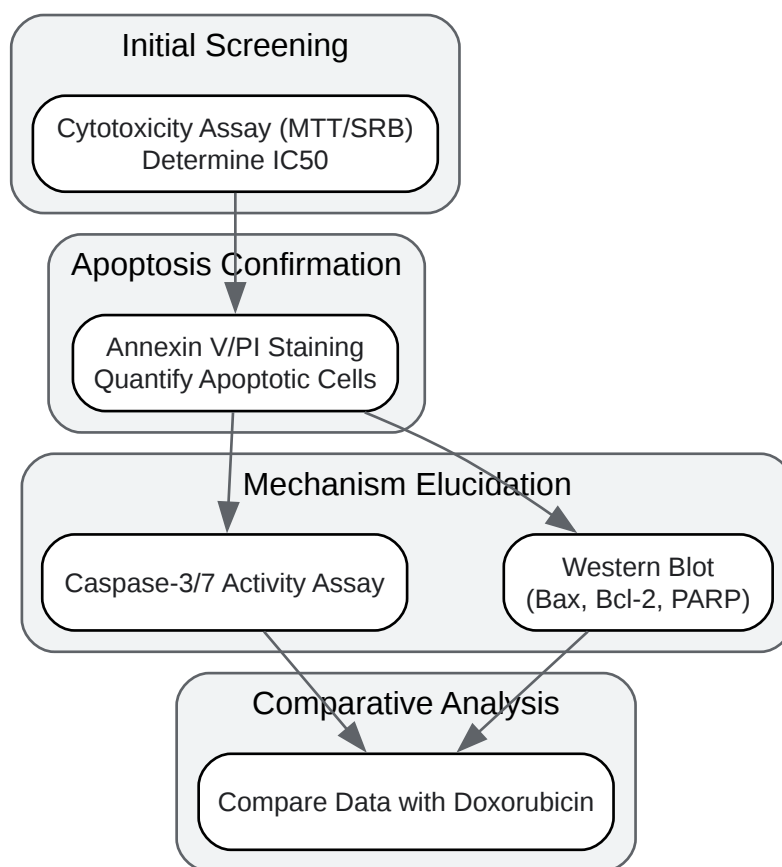 Initial Screening
Cytotoxicity Assay (MTT/SRB)
Determine IC50
Apoptosis Confirmation
Annexin V/PI Staining
Quantify Apoptotic Cells
Mechanism Elucidation
Caspase-3/7 Activity Assay
Western Blot
(Bax, Bcl-2, PARP)
Comparative Analysis
Compare Data with Doxorubicin